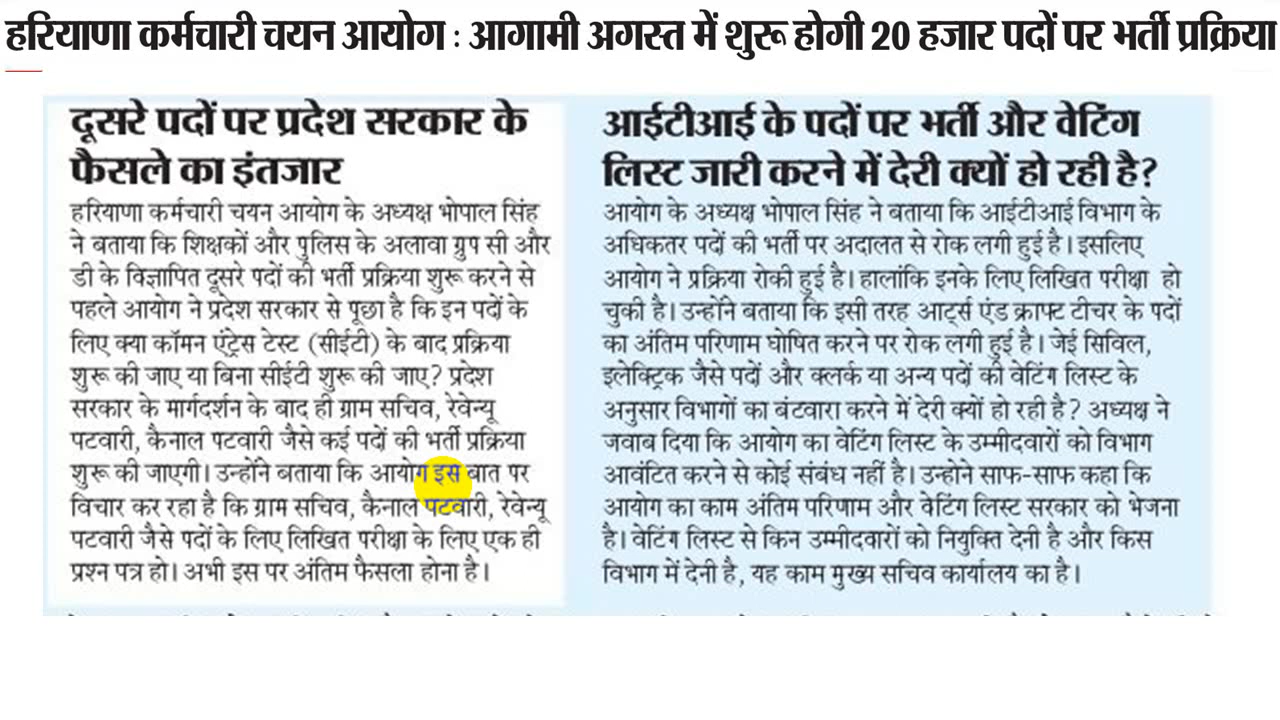 हरियाणा कर्मचारी चयन आयोग : आगामी अगस्त में शुरू होगी 20 हजार पदों पर भर्ती प्रक्रिया
दूसरे पदों पर प्रदेश सरकार के
फैसले का इंतजार
हरियाणा कर्मचारी चयन आयोग के अध्यक्ष भोपाल सिंह
ने बताया कि शिक्षकों और पुलिस के अलावा ग्रुप सी और
डी के विज्ञापित दूसरे पदों की भर्ती प्रक्रिया शुरू करने से
पहले आयोग ने प्रदेश सरकार से पूछा है कि इन पदों के
लिए क्या कॉमन एंट्रेस टेस्ट (सीईटी) के बाद प्रक्रिया
शुरू की जाए या बिना सीईटी शुरू की जाए? प्रदेश
सरकार के मार्गदर्शन के बाद ही ग्राम सचिव, रेवेन्यू
पटवारी, कैनाल पटवारी जैसे कई पदों की भर्ती प्रक्रिया
शुरू की जाएगी। उन्होंने बताया कि आयोग इस बात पर
विचार कर रहा है कि ग्राम सचिव, कैनाल पटवारी, रेवेन्यू
पटवारी जैसे पदों के लिए लिखित परीक्षा के लिए एक ही
प्रश्न पत्र हो। अभी इस पर अंतिम फैसला होना है।
आईटीआई के पदों पर भर्ती और वेटिंग
लिस्ट जारी करने में देरी क्यों हो रही है?
आयोग के अध्यक्ष भोपाल सिंह ने बताया कि आईटीआई विभाग के
अधिकतर पदों की भर्ती पर अदालत से रोक लगी हुई है। इसलिए
आयोग ने प्रक्रिया रोकी हुई है। हालांकि इनके लिए लिखित परीक्षा हो
चुकी है। उन्होंने बताया कि इसी तरह आर्ट्स एंड क्राफ्ट टीचर के पदों
का अंतिम परिणाम घोषित करने पर रोक लगी हुई है। जेई सिविल,
इलेक्ट्रिक जैसे पदों और क्लर्क या अन्य पदों की वेटिंग लिस्ट के
अनुसार विभागों का बंटवारा करने में देरी क्यों हो रही है? अध्यक्ष ने
जवाब दिया कि आयोग का वेटिंग लिस्ट के उम्मीदवारों को विभाग
आवंटित करने से कोई संबंध नहीं है। उन्होने साफ-साफ कहा कि
आयोग का काम अंतिम परिणाम और वेटिंग लिस्ट सरकार को भेजना
है। वेटिंग लिस्ट से किन उम्मीदवारों को नियुक्ति देनी है और किस
विभाग में देनी है, यह काम मुख्य सचिव कार्यालय का है।